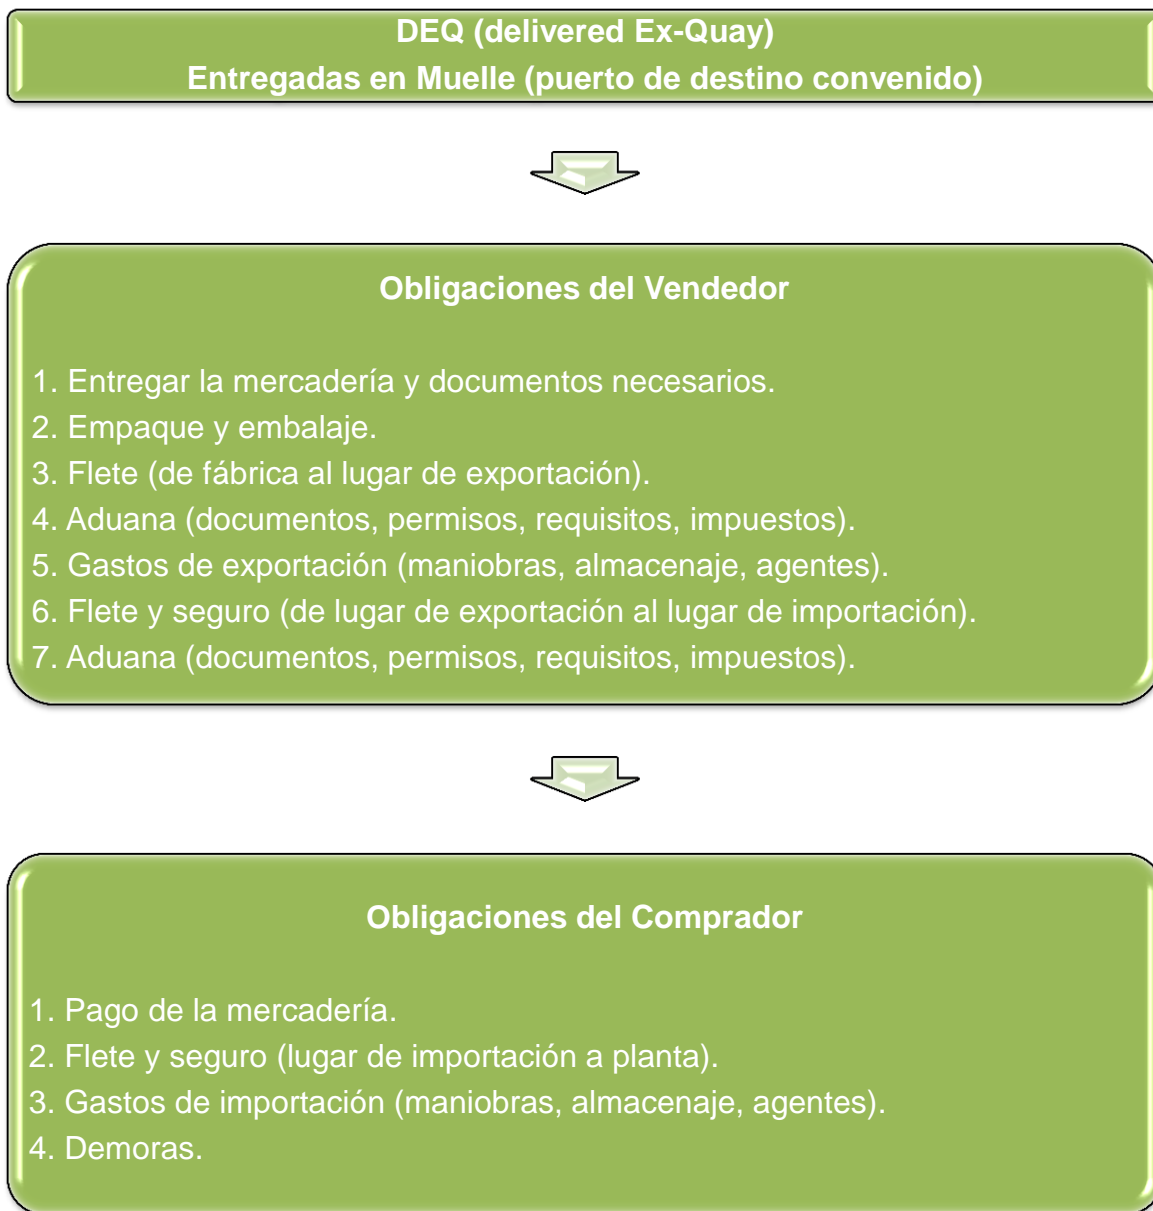 DEQ (delivered Ex-Quay)
Entregadas en Muelle (puerto de destino convenido)
Obligaciones del Vendedor
1. Entregar la mercadería y documentos necesarios.
2. Empaque y embalaje.
3. Flete (de fábrica al lugar de exportación).
4. Aduana (documentos, permisos, requisitos, impuestos).
5. Gastos de exportación (maniobras, almacenaje, agentes).
6. Flete y seguro (de lugar de exportación al lugar de importación).
7. Aduana (documentos, permisos, requisitos, impuestos).
Obligaciones del Comprador
1. Pago de la mercadería.
2. Flete y seguro (lugar de importación a planta).
3. Gastos de importación (maniobras, almacenaje, agentes).
4. Demoras.